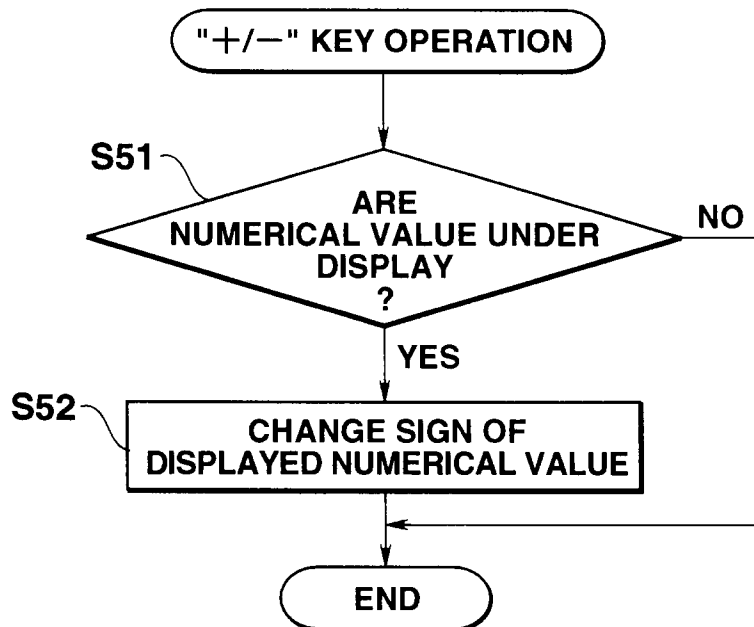 "+/−" KEY OPERATION
S51
ARE
NUMERICAL VALUE UNDER
DISPLAY
?
NO
YES
S52
CHANGE SIGN OF
DISPLAYED NUMERICAL VALUE
END